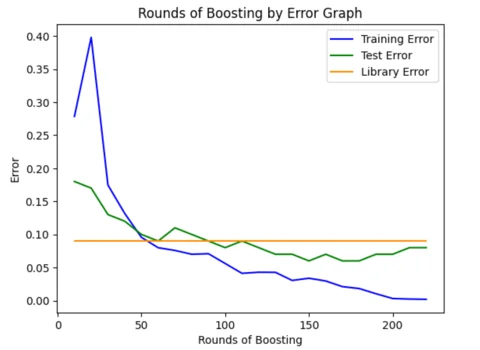 Rounds of Boosting by Error Graph
Training Error
Test Error
Library Error
0.40
0.35
0.30
0.25
0.20
0.15
0.10
0.05
0.00
Error
0 50 100 150 200
Rounds of Boosting